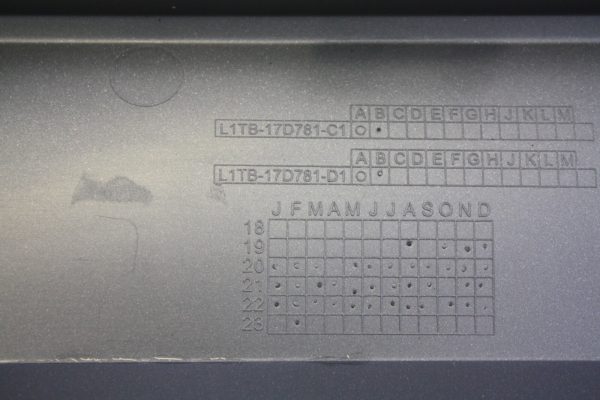 A B C D E F G H J K L M
L1TB-17D781-C1
A B C D E F G H J K L M
L1TB-17D781-D1
J F M A M J J A S O N D
18
19
20
21
22
23